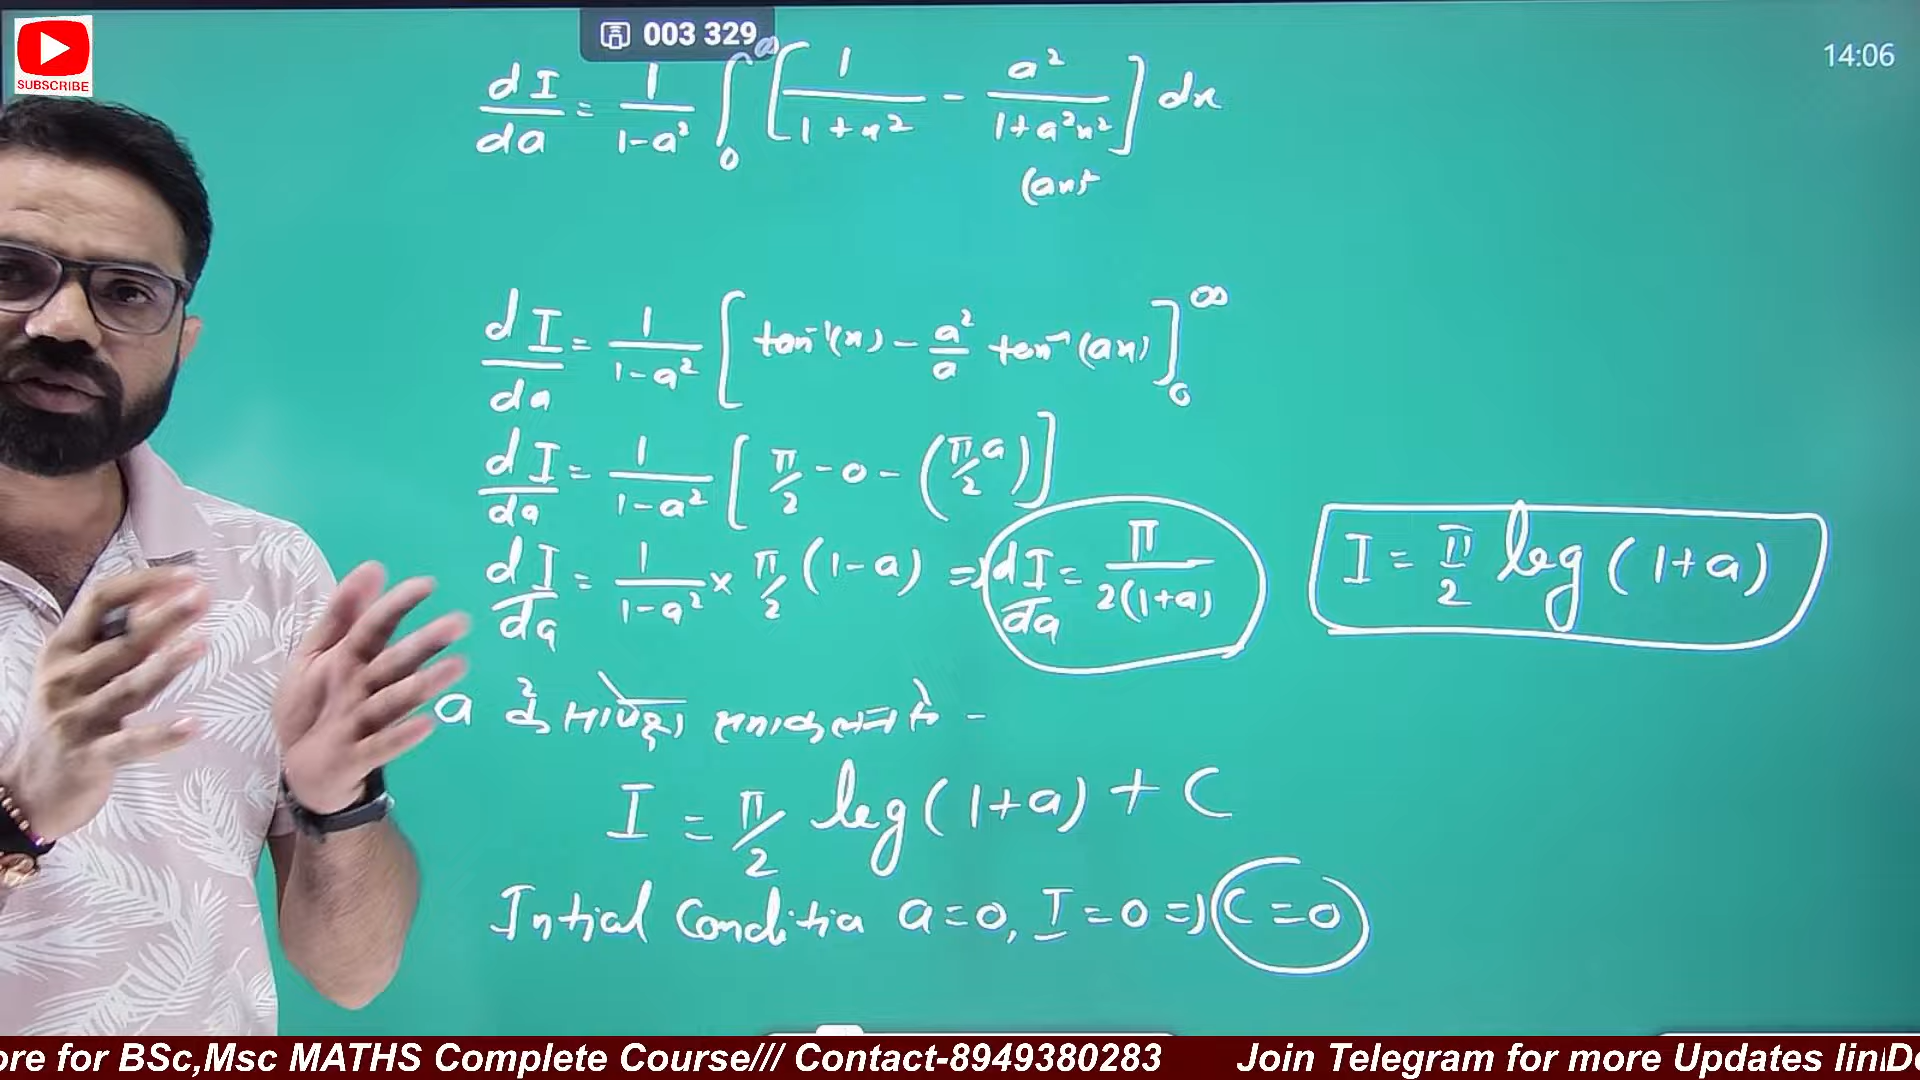 SUBSCRIBE
003 329
14:06
dI/da = 1/(1-a²) ∫₀^∞ [1/(1+x²) - a²/(1+a²x²)] dx
(ax)²
dI/da = 1/(1-a²) [tan⁻¹(x) - a²/a tan⁻¹(ax)]₀^∞
dI/da = 1/(1-a²) [π/2 - 0 - (π/2 a)]
dI/da = 1/(1-a²) × π/2 (1-a) ⇒ dI/da = π/(2(1+a))
I = π/2 log(1+a)
a
I = π/2 log(1+a) + C
Intial Conditia a=0, I=0 ⇒ C=0
ore for BSc,Msc MATHS Complete Course/// Contact-8949380283 Join Telegram for more Updates lin